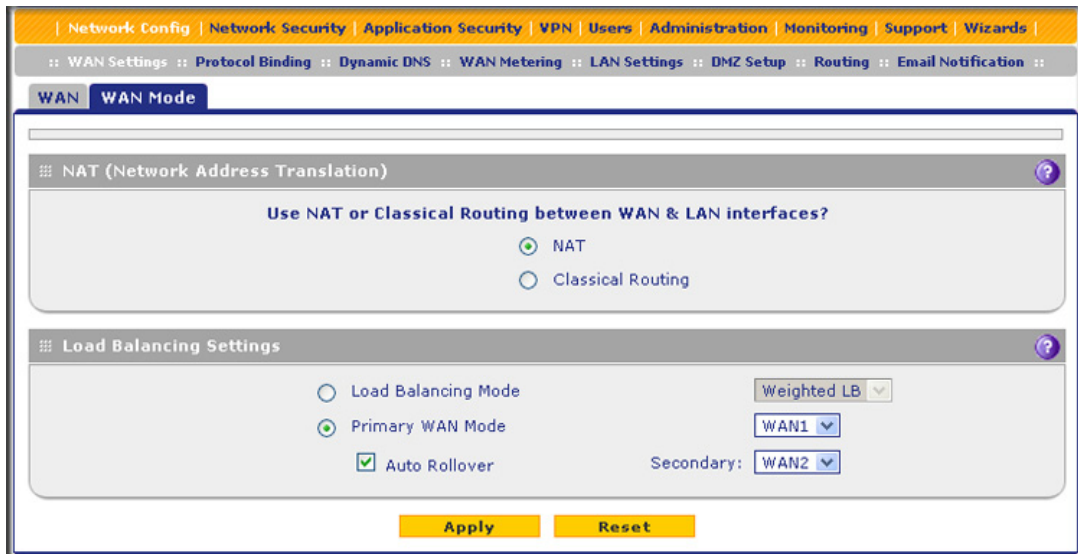 | Network Config | Network Security | Application Security | VPN | Users | Administration | Monitoring | Support | Wizards |
:: WAN Settings :: Protocol Binding :: Dynamic DNS :: WAN Metering :: LAN Settings :: DMZ Setup :: Routing :: Email Notification ::
WAN WAN Mode
NAT (Network Address Translation) ?
Use NAT or Classical Routing between WAN & LAN interfaces?
NAT
Classical Routing
Load Balancing Settings ?
Load Balancing Mode Weighted LB
Primary WAN Mode WAN1
Auto Rollover Secondary: WAN2
Apply Reset